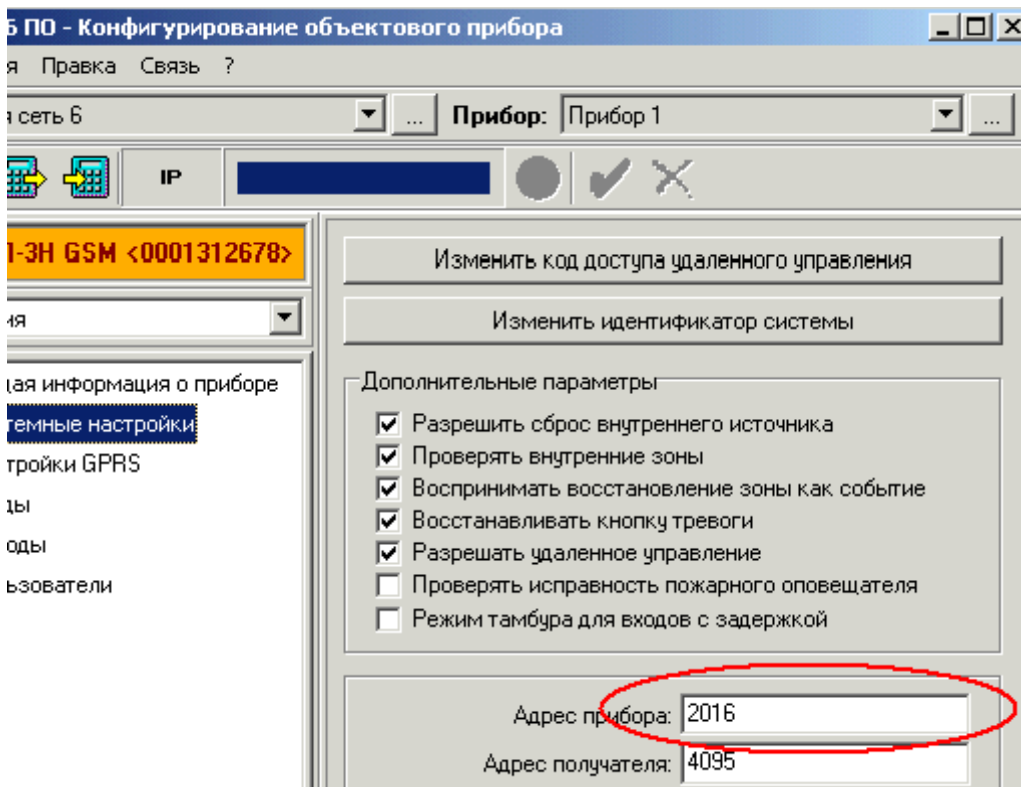 Б ПО - Конфигурирование объектового прибора
я Правка Связь ?
я сеть 6 ... Прибор: Прибор 1 ...
IP
П-3Н GSM <0001312678>
Изменить код доступа удаленного управления
ия
Изменить идентификатор системы
щая информация о приборе
Дополнительные параметры
темные настройки
Разрешить сброс внутреннего источника
тройки GPRS
Проверять внутренние зоны
ды
Воспринимать восстановление зоны как событие
оды
Восстанавливать кнопку тревоги
Разрешать удаленное управление
ьзователи
Проверять исправность пожарного оповещателя
Режим тамбура для входов с задержкой
Адрес прибора: 2016
Адрес получателя: 4095